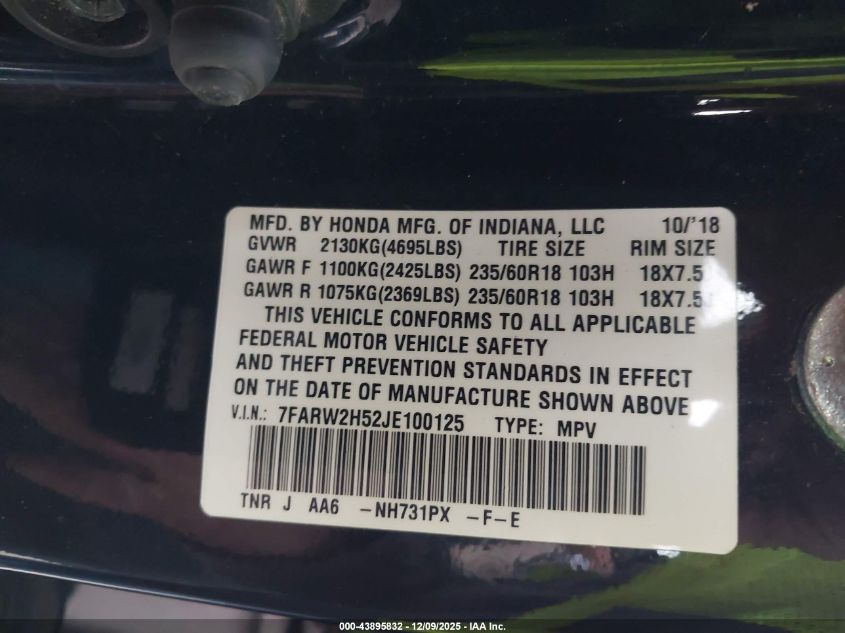 MFD. BY HONDA MFG. OF INDIANA, LLC 10/'18
GVWR 2130KG(4695LBS) TIRE SIZE RIM SIZE
GAWR F 1100KG(2425LBS) 235/60R18 103H 18X7.5J
GAWR R 1075KG(2369LBS) 235/60R18 103H 18X7.5J
THIS VEHICLE CONFORMS TO ALL APPLICABLE
FEDERAL MOTOR VEHICLE SAFETY
AND THEFT PREVENTION STANDARDS IN EFFECT
ON THE DATE OF MANUFACTURE SHOWN ABOVE.
V.I.N.: 7FARW2H52JE100125 TYPE: MPV
TNR J AA6 -NH731PX -F-E
000-43895832 - 12/09/2025 - IAA Inc.